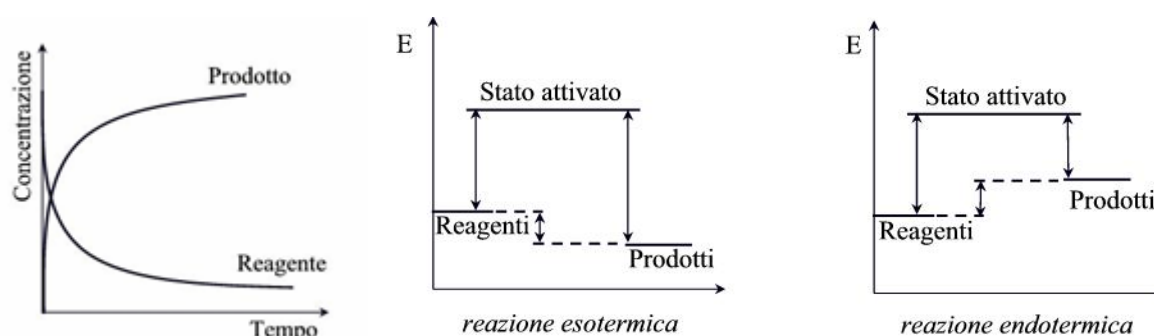 Concentrazione
Prodotto
Reagente
Tempo
E
Stato attivato
Reagenti
Prodotti
reazione esotermica
E
Stato attivato
Prodotti
Reagenti
reazione endotermica